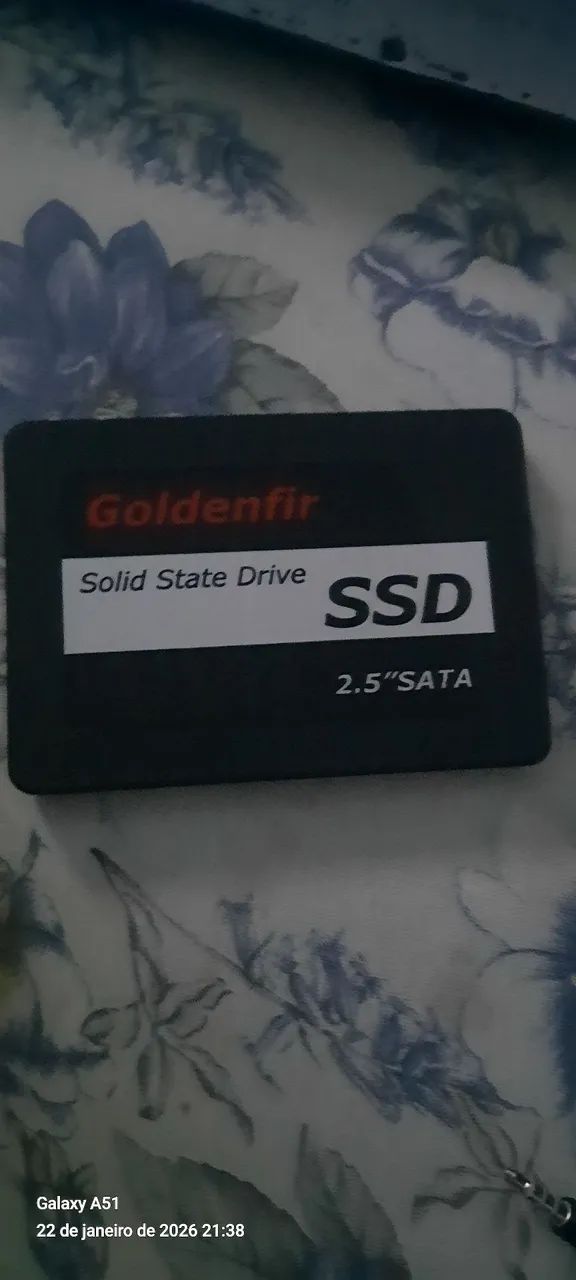 Goldenfir
Solid State Drive
SSD
2.5"SATA
Galaxy A51
22 de janeiro de 2026 21:38